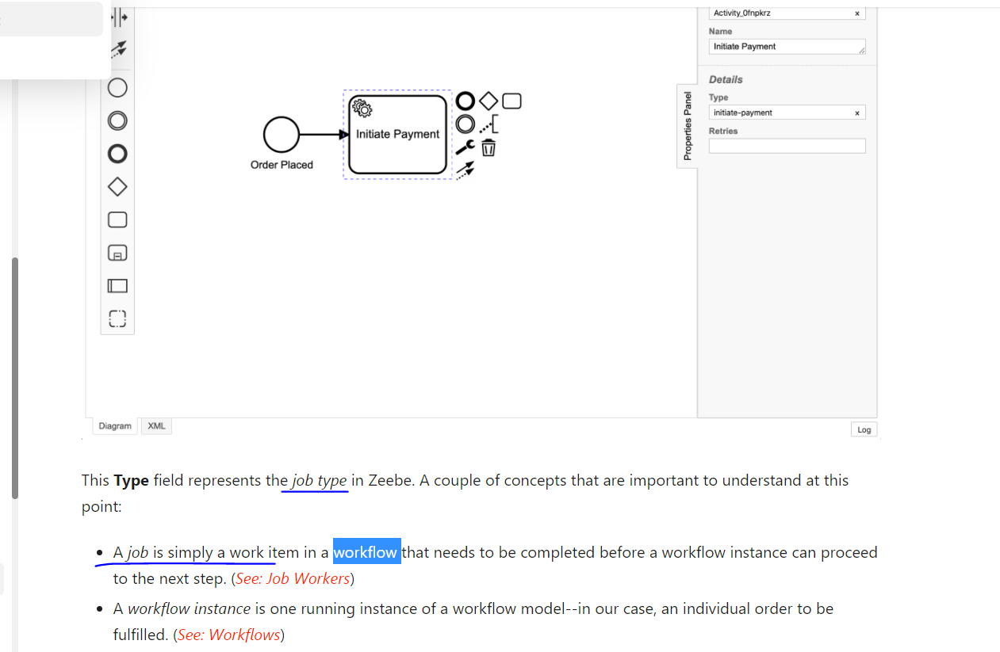 Activity_0fnpkrz x
Name
Initiate Payment
Details
Type
initiate-payment x
Retries
Properties Panel
Initiate Payment
Order Placed
Diagram XML
Log
This Type field represents the job type in Zeebe. A couple of concepts that are important to understand at this
point:
• A job is simply a work item in a workflow that needs to be completed before a workflow instance can proceed
to the next step. (See: Job Workers)
• A workflow instance is one running instance of a workflow model--in our case, an individual order to be
fulfilled. (See: Workflows)